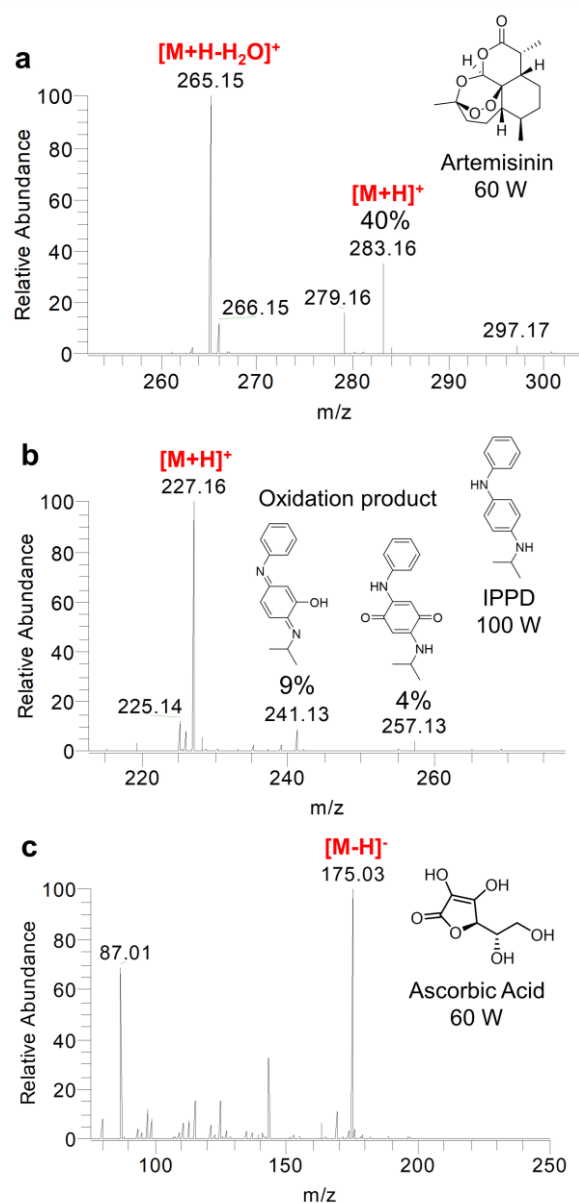 a
[M+H-H₂O]⁺
265.15
[M+H]⁺
40%
283.16
279.16
266.15
297.17
O
O
H
H
O
O
O
H
Artemisinin
60 W
Relative Abundance
100
80
60
40
20
0
260
270
280
290
300
m/z
b
[M+H]⁺
227.16
Oxidation product
N
OH
N
9%
241.13
HN
O
O
NH
4%
257.13
HN
NH
IPPD
100 W
225.14
Relative Abundance
100
80
60
40
20
0
220
240
260
m/z
c
[M-H]⁻
175.03
87.01
HO
OH
O
O
OH
OH
Ascorbic Acid
60 W
Relative Abundance
100
80
60
40
20
0
100
150
200
250
m/z